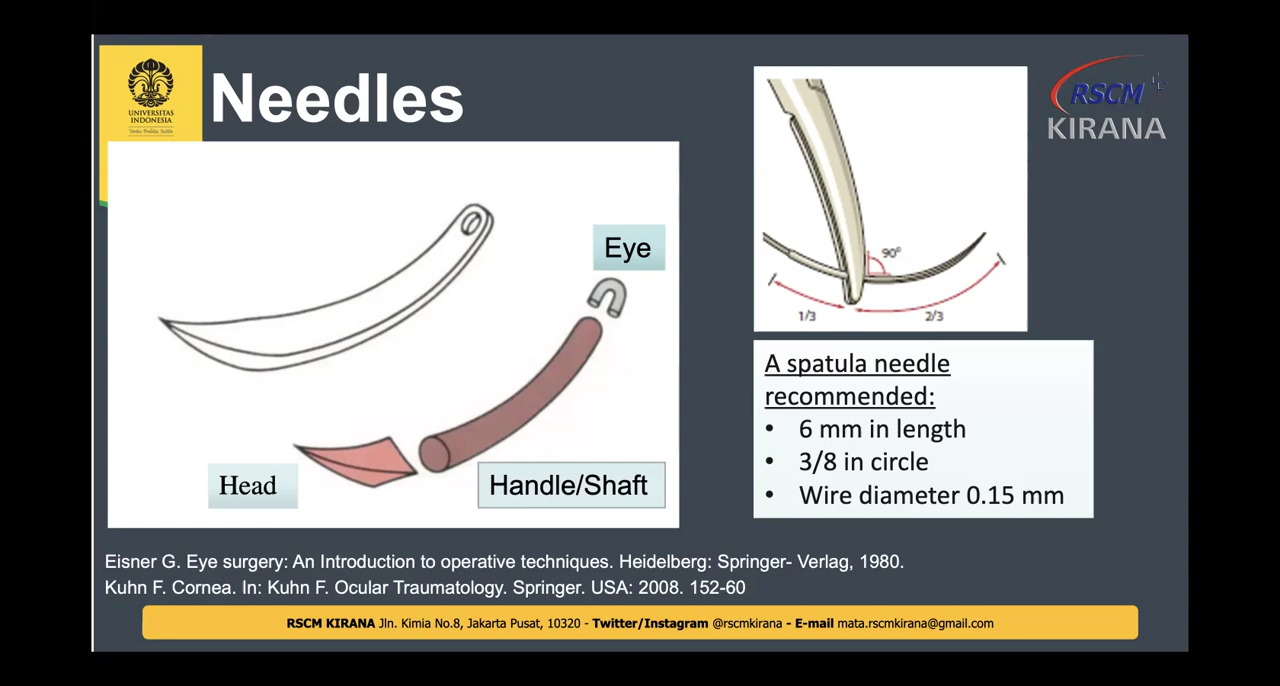 UNIVERSITAS
INDONESIA
Veritas, Probitas, Iustitia
Needles
RSCM
KIRANA
Eye
Head
Handle/Shaft
90°
1/3
2/3
A spatula needle
recommended:
• 6 mm in length
• 3/8 in circle
• Wire diameter 0.15 mm
Eisner G. Eye surgery: An Introduction to operative techniques. Heidelberg: Springer- Verlag, 1980.
Kuhn F. Cornea. In: Kuhn F. Ocular Traumatology. Springer. USA: 2008. 152-60
RSCM KIRANA Jln. Kimia No.8, Jakarta Pusat, 10320 - Twitter/Instagram @rscmkirana - E-mail mata.rscmkirana@gmail.com